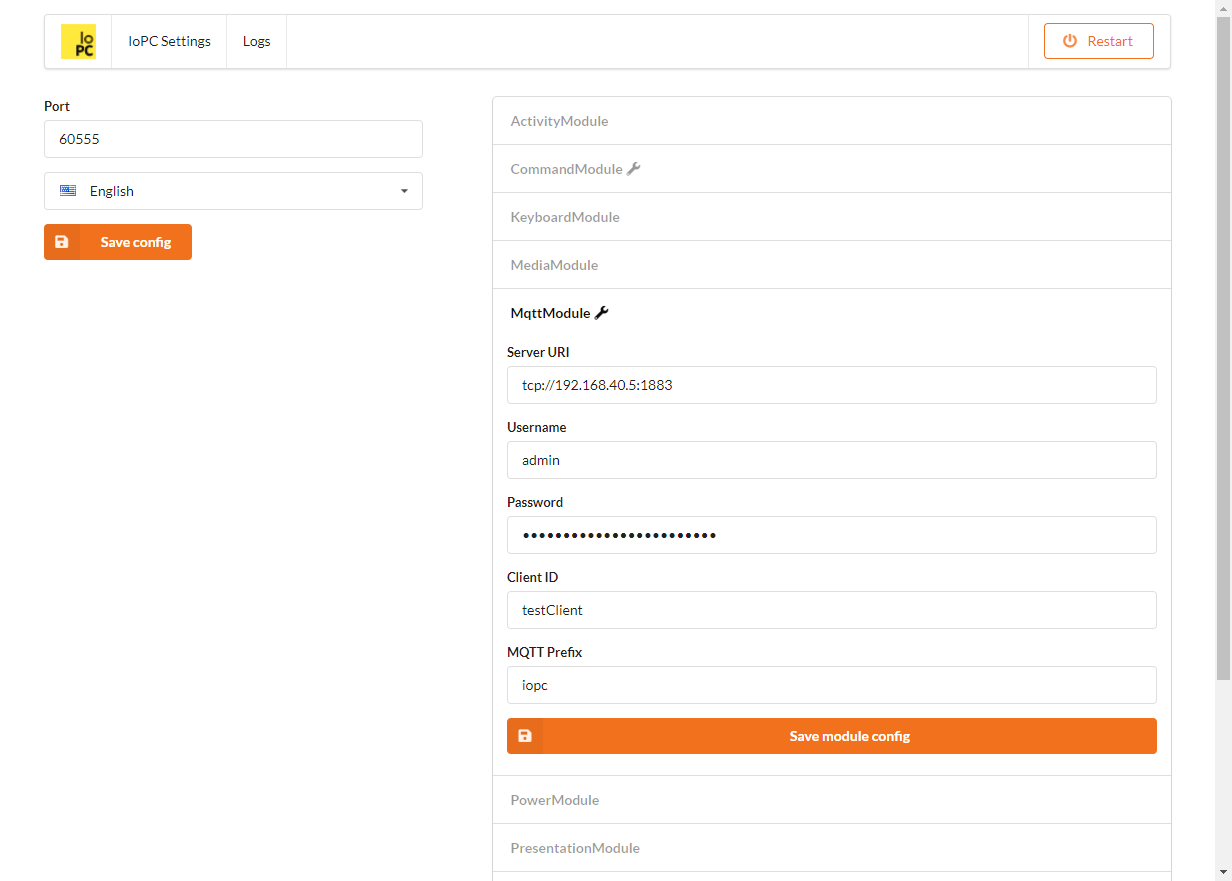 Io
PC
IoPC Settings
Logs
Restart
Port
60555
English
Save config
ActivityModule
CommandModule
KeyboardModule
MediaModule
MqttModule
Server URI
tcp://192.168.40.5:1883
Username
admin
Password
••••••••••••••••••••••••
Client ID
testClient
MQTT Prefix
iopc
Save module config
PowerModule
PresentationModule